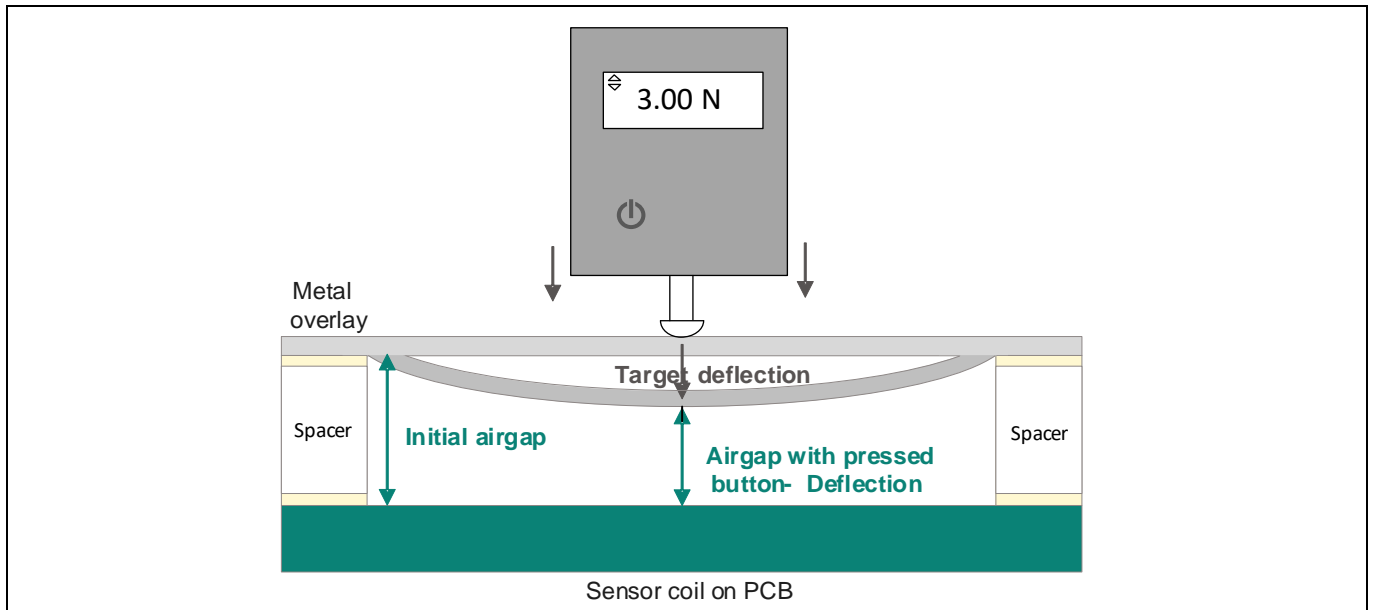 3.00 N
Metal
overlay
Target deflection
Spacer
Initial airgap
Airgap with pressed
button- Deflection
Spacer
Sensor coil on PCB